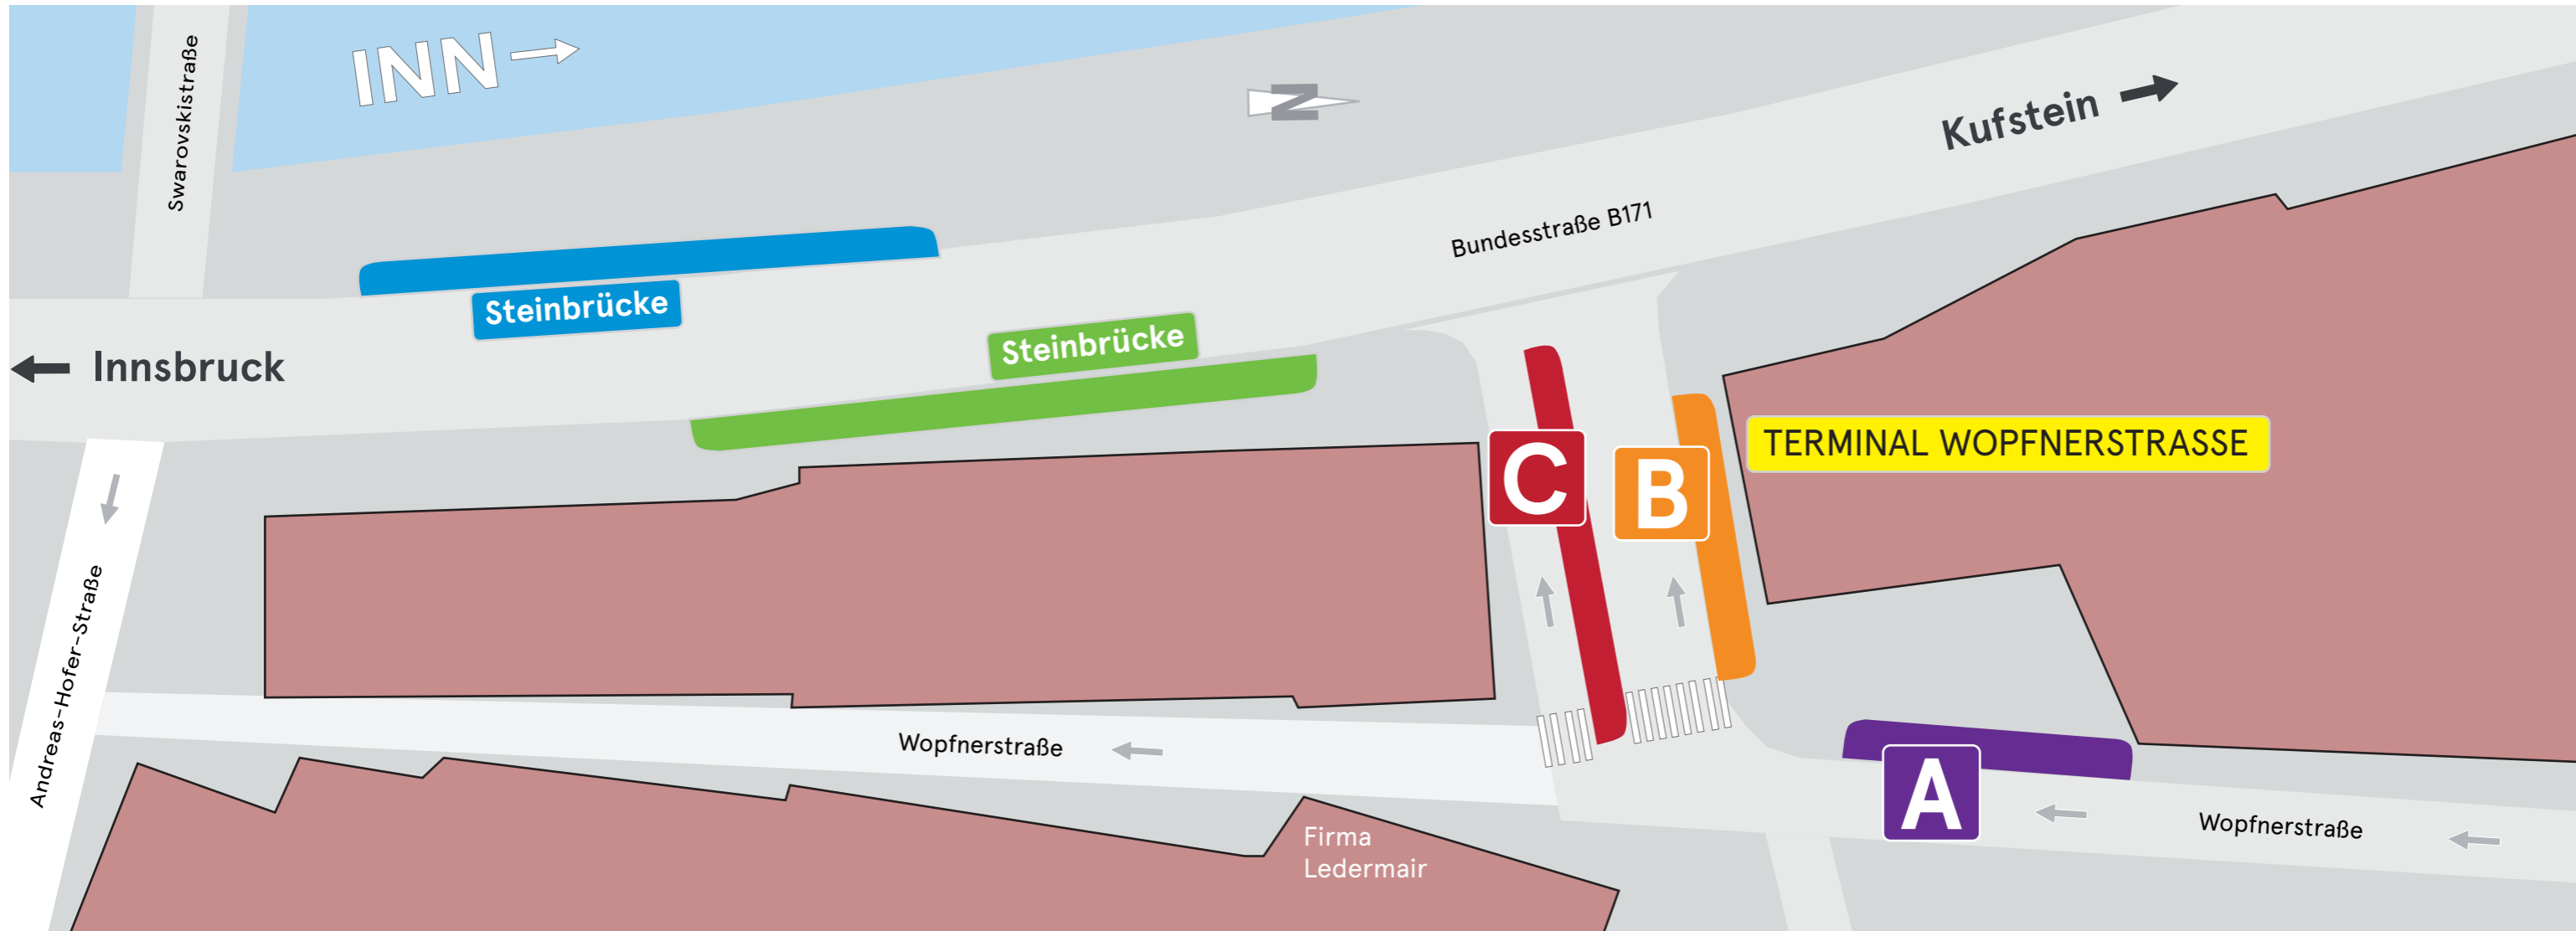 Swarovskistraße
INN
N
Kufstein
Bundesstraße B171
Steinbrücke
Steinbrücke
Innsbruck
C
B
TERMINAL WOPFNERSTRASSE
Andreas-Hofer-Straße
Wopfnerstraße
A
Wopfnerstraße
Firma
Ledermair